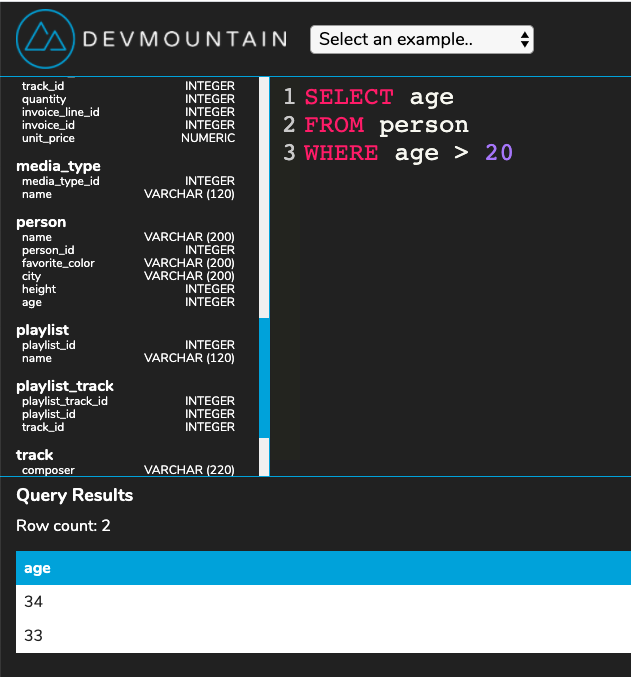 DEVMOUNTAIN
Select an example..
track_id INTEGER
quantity INTEGER
invoice_line_id INTEGER
invoice_id INTEGER
unit_price NUMERIC
media_type
media_type_id INTEGER
name VARCHAR (120)
person
name VARCHAR (200)
person_id INTEGER
favorite_color VARCHAR (200)
city VARCHAR (200)
height INTEGER
age INTEGER
playlist
playlist_id INTEGER
name VARCHAR (120)
playlist_track
playlist_track_id INTEGER
playlist_id INTEGER
track_id INTEGER
track
composer VARCHAR (220)
1 SELECT age
2 FROM person
3 WHERE age > 20
Query Results
Row count: 2
age
34
33